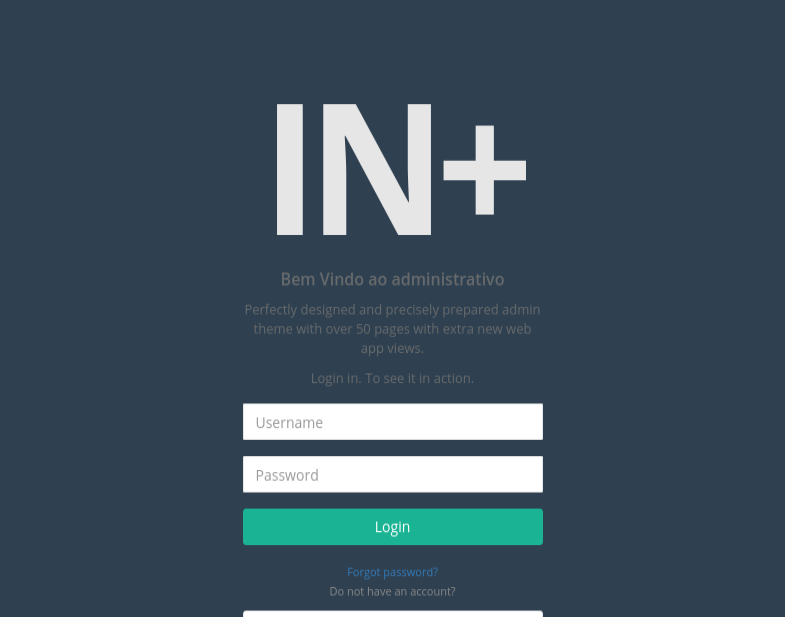 IN+
Bem Vindo ao administrativo
Perfectly designed and precisely prepared admin
theme with over 50 pages with extra new web
app views.
Login in. To see it in action.
Username
Password
Login
Forgot password?
Do not have an account?